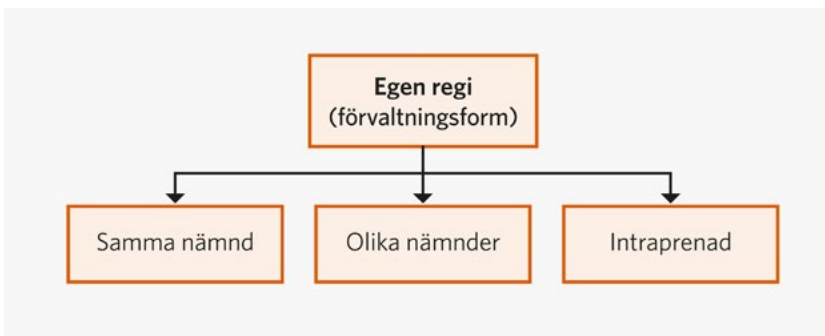 Egen regi
(förvaltningsform)
Samma nämnd
Olika nämnder
Intraprenad